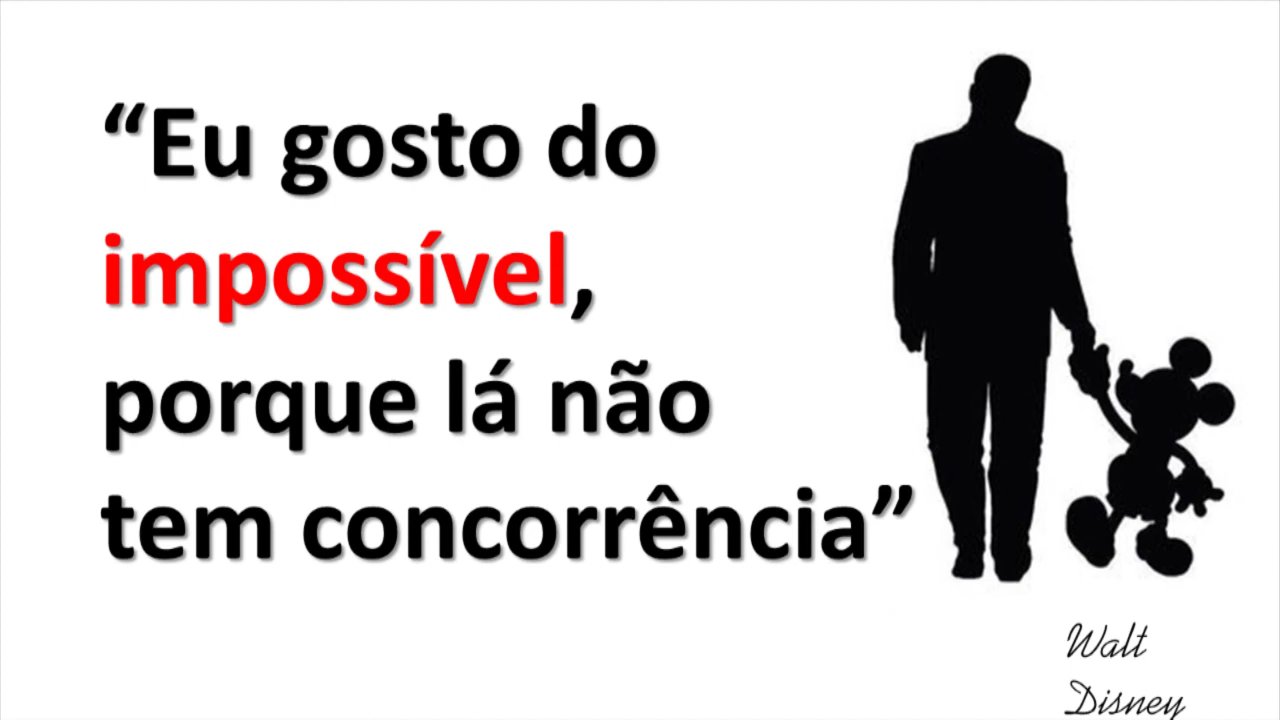 “Eu gosto do
impossível,
porque lá não
tem concorrência”
Walt
Disney